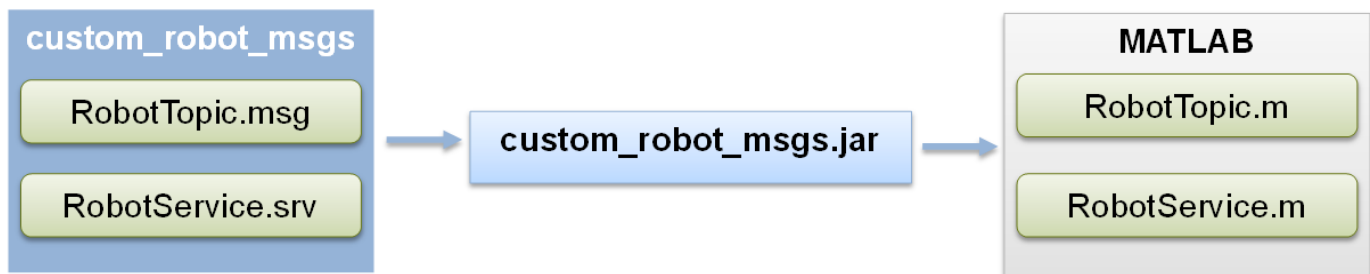 custom_robot_msgs
RobotTopic.msg
RobotService.srv
custom_robot_msgs.jar
MATLAB
RobotTopic.m
RobotService.m